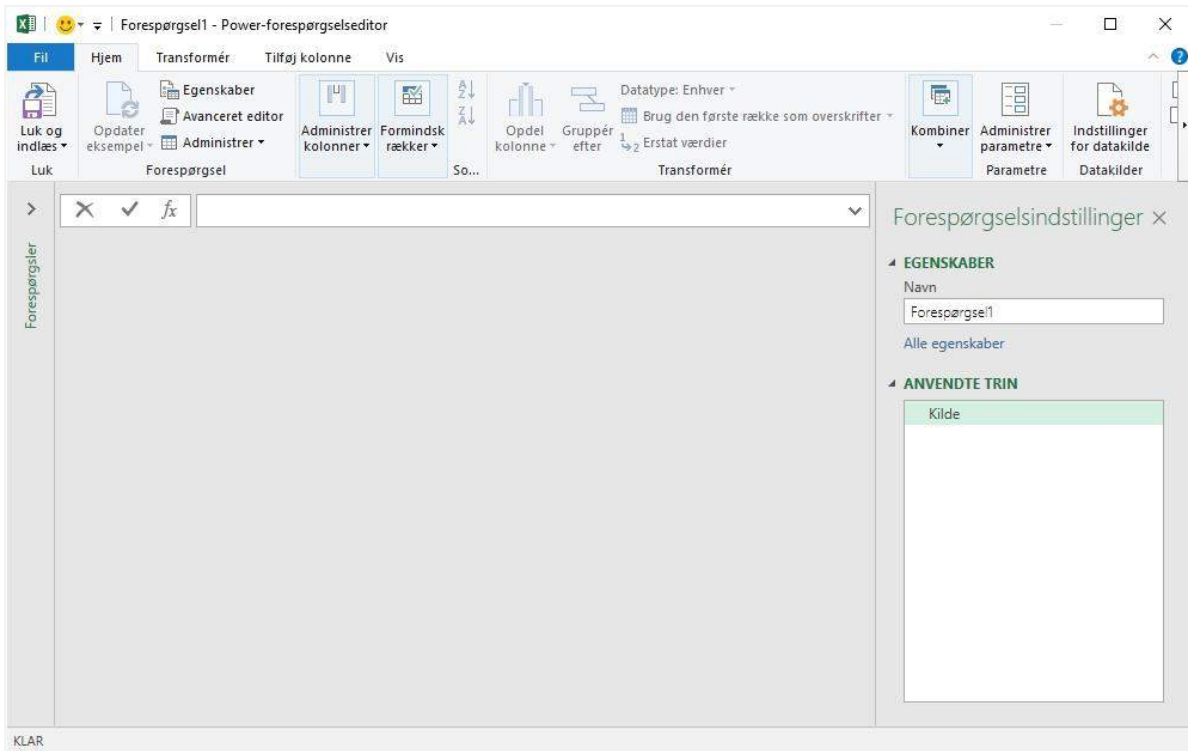 Forespørgsel1 - Power-forespørgselseditor
Fil Hjem Transformér Tilføj kolonne Vis
Luk og indlæs
Luk
Opdater eksempel
Egenskaber
Avanceret editor
Administrer
Forespørgsel
Administrer kolonner
Formindsk rækker
So...
Opdel kolonne
Gruppér efter
Datatype: Enhver
Brug den første række som overskrifter
Erstat værdier
Transformér
Kombiner
Administrer parametre
Parametre
Indstillinger for datakilde
Datakilder
Forespørgsler
fx
Forespørgselsindstillinger
EGENSKABER
Navn
Forespørgsel1
Alle egenskaber
ANVENDTE TRIN
Kilde
KLAR